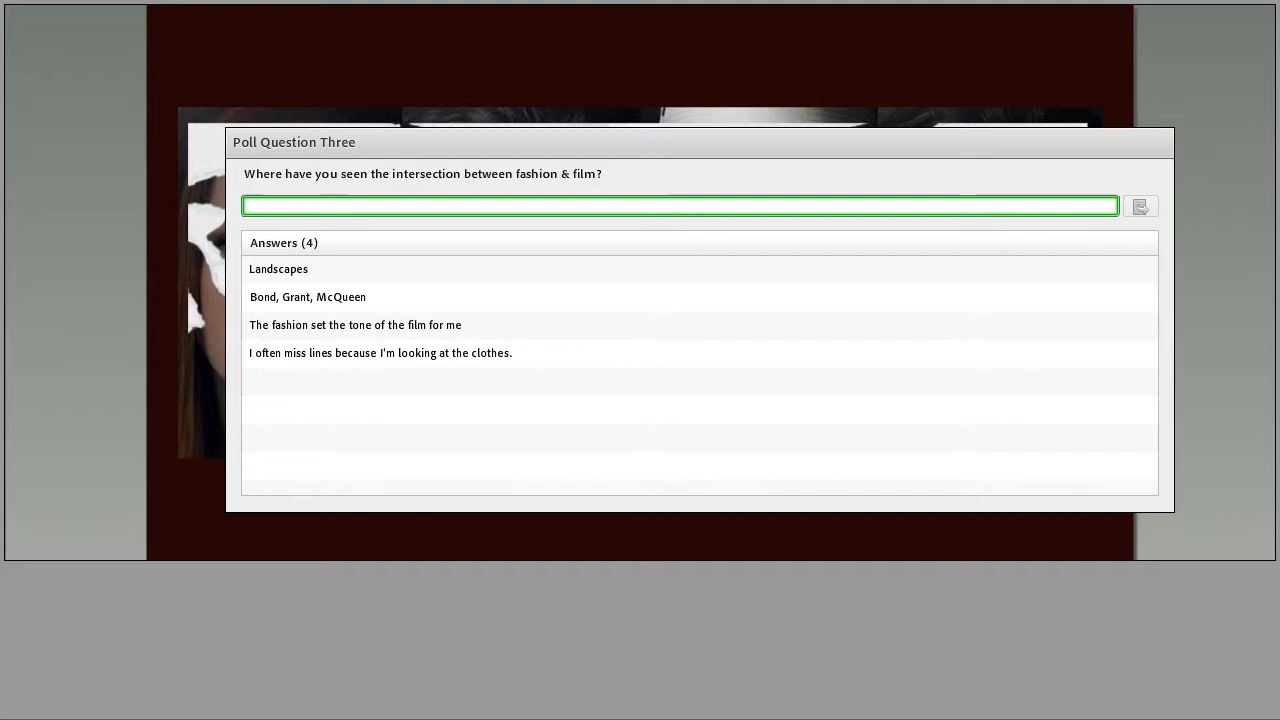 Poll Question Three
Where have you seen the intersection between fashion & film?
Answers (4)
Landscapes
Bond, Grant, McQueen
The fashion set the tone of the film for me
I often miss lines because I'm looking at the clothes.